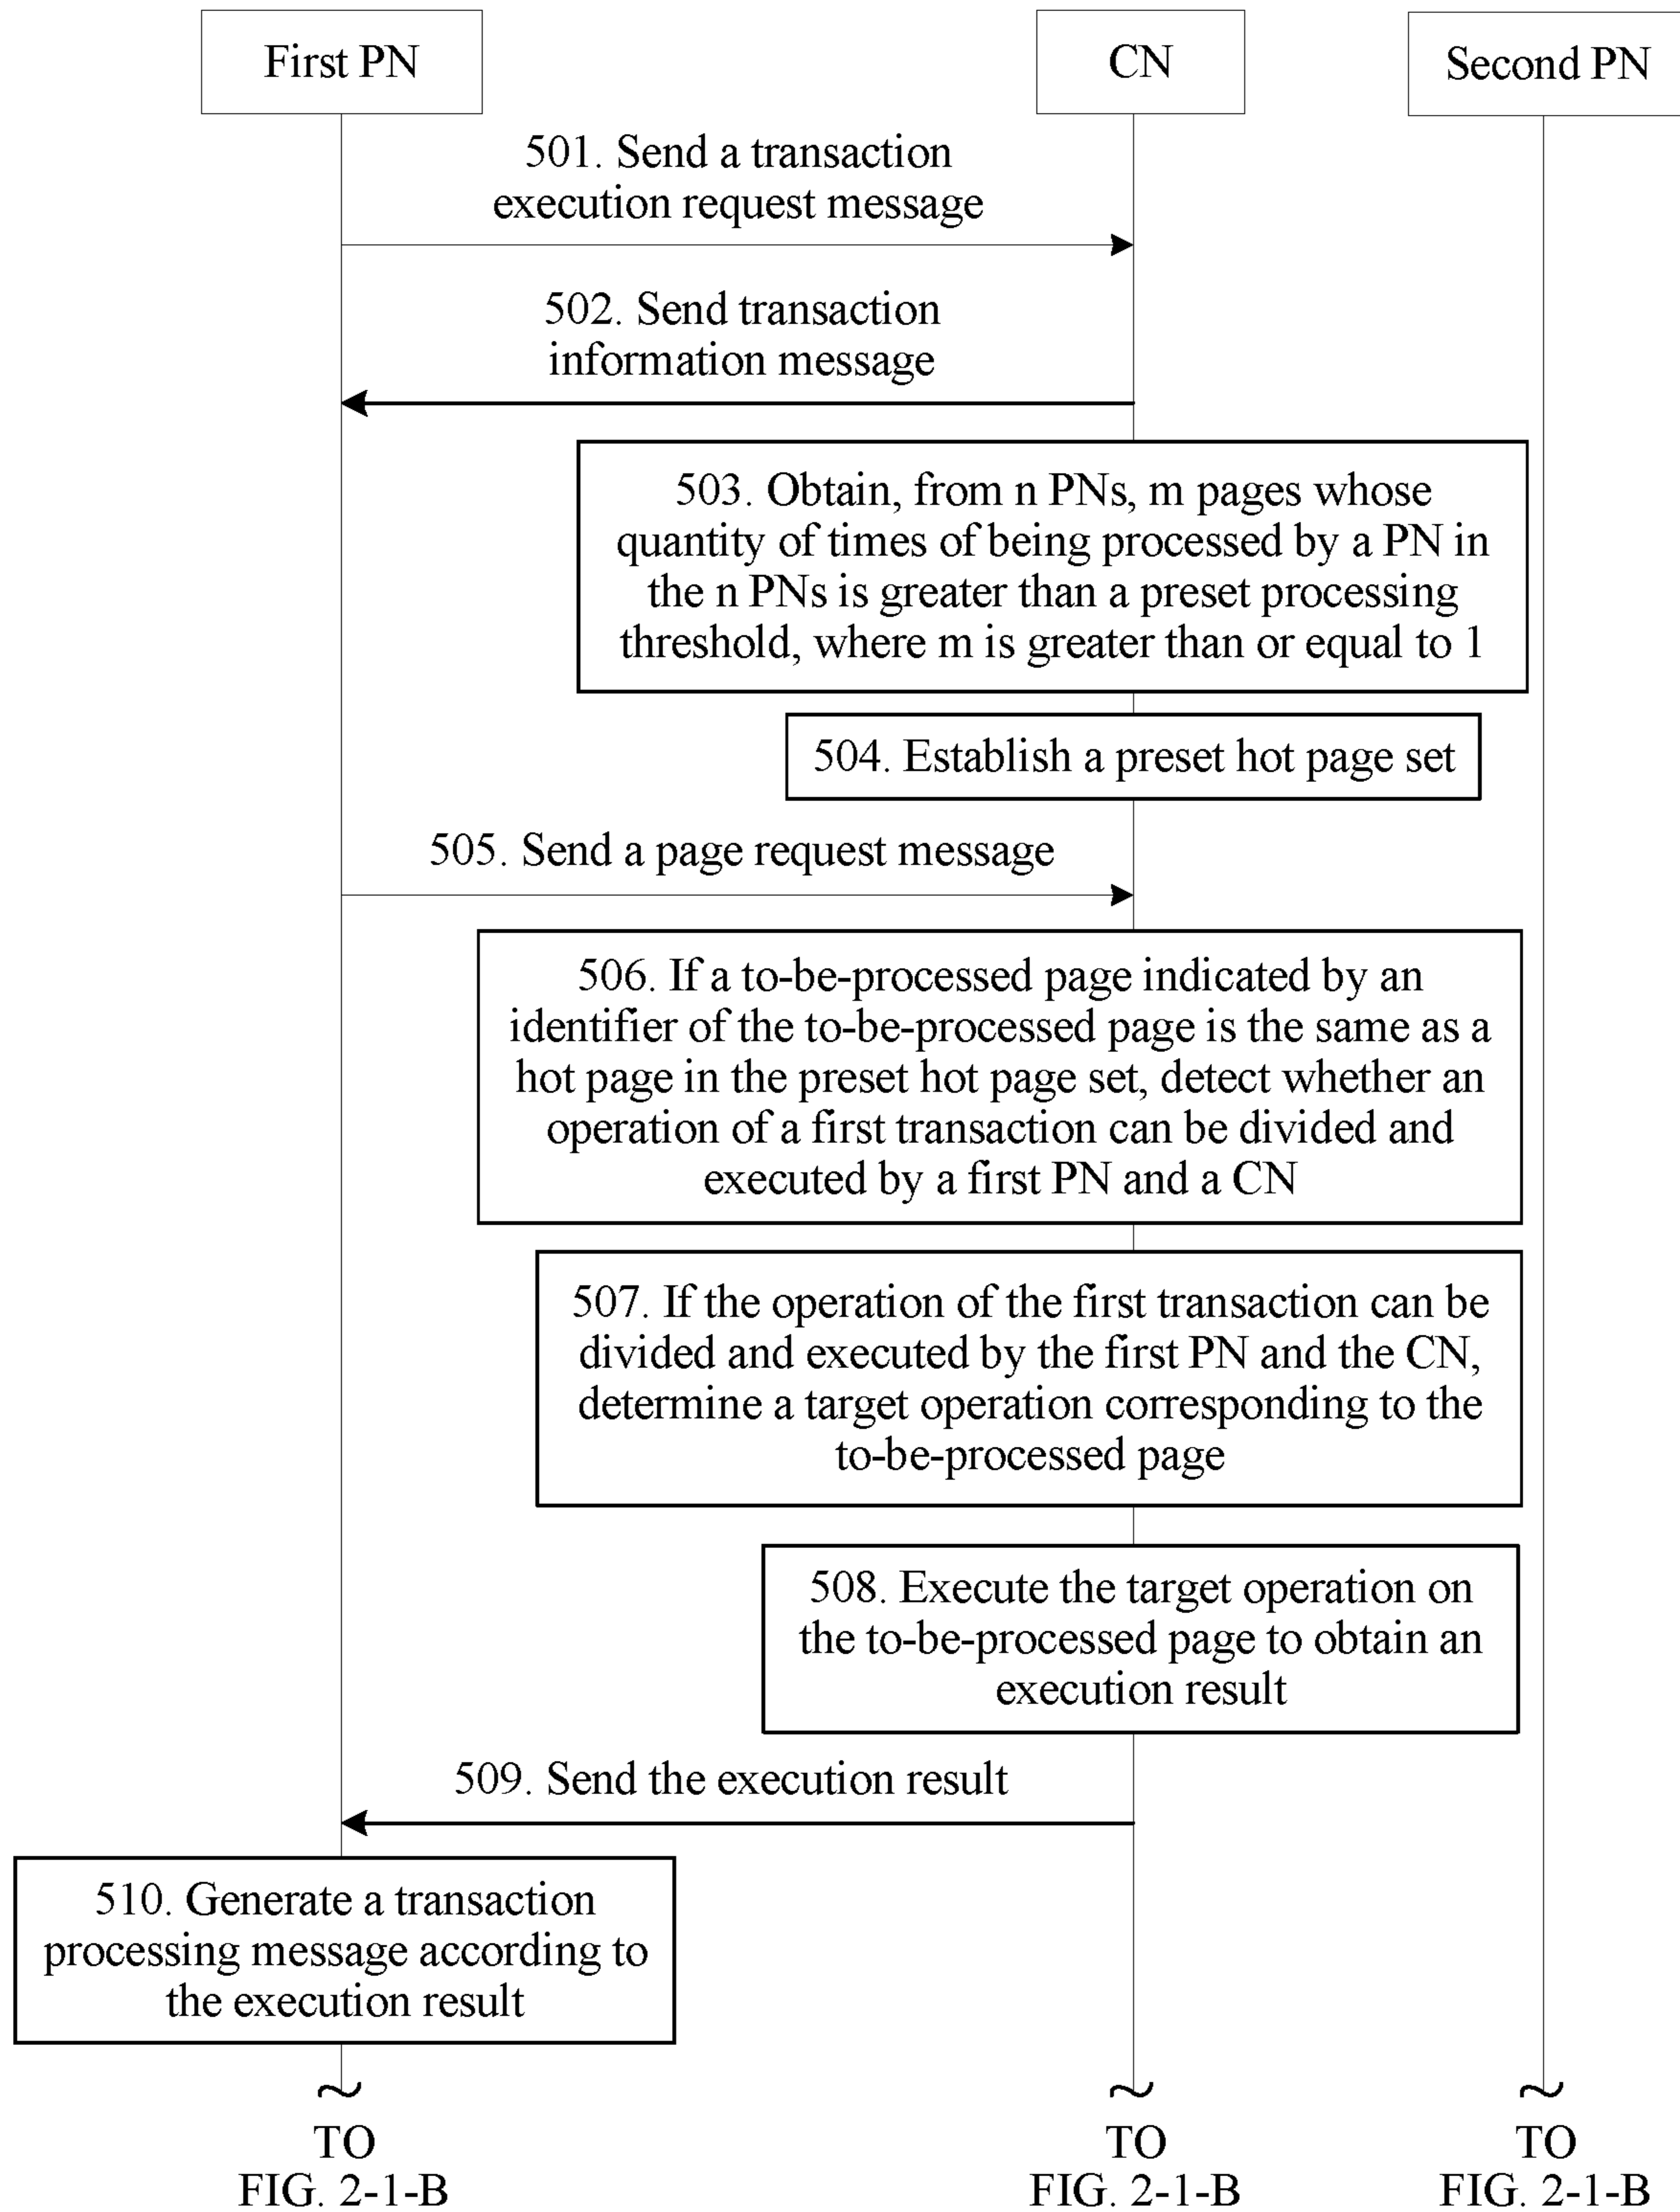 First PN
CN
Second PN
501. Send a transaction
execution request message
502. Send transaction
information message
503. Obtain, from n PNs, m pages whose
quantity of times of being processed by a PN in
the n PNs is greater than a preset processing
threshold, where m is greater than or equal to 1
504. Establish a preset hot page set
505. Send a page request message
506. If a to-be-processed page indicated by an
identifier of the to-be-processed page is the same as a
hot page in the preset hot page set, detect whether an
operation of a first transaction can be divided and
executed by a first PN and a CN
507. If the operation of the first transaction can be
divided and executed by the first PN and the CN,
determine a target operation corresponding to the
to-be-processed page
508. Execute the target operation on
the to-be-processed page to obtain an
execution result
509. Send the execution result
510. Generate a transaction
processing message according to
the execution result
TO
FIG. 2-1-B
TO
FIG. 2-1-B
TO
FIG. 2-1-B